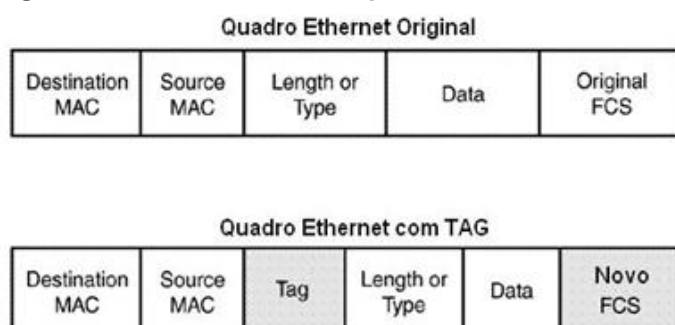 Quadro Ethernet Original
Destination MAC
Source MAC
Length or Type
Data
Original FCS
Quadro Ethernet com TAG
Destination MAC
Source MAC
Tag
Length or Type
Data
Novo FCS